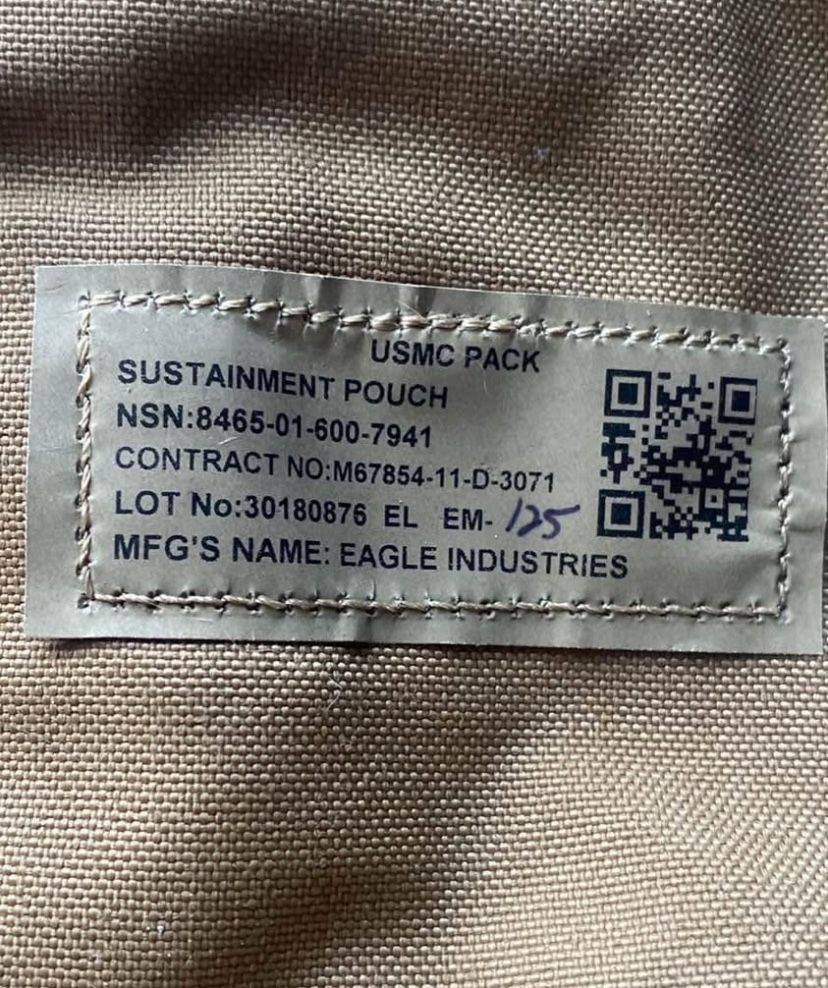 USMC PACK
SUSTAINMENT POUCH
NSN:8465-01-600-7941
CONTRACT NO:M67854-11-D-3071
LOT No:30180876 EL EM- 125
MFG'S NAME: EAGLE INDUSTRIES